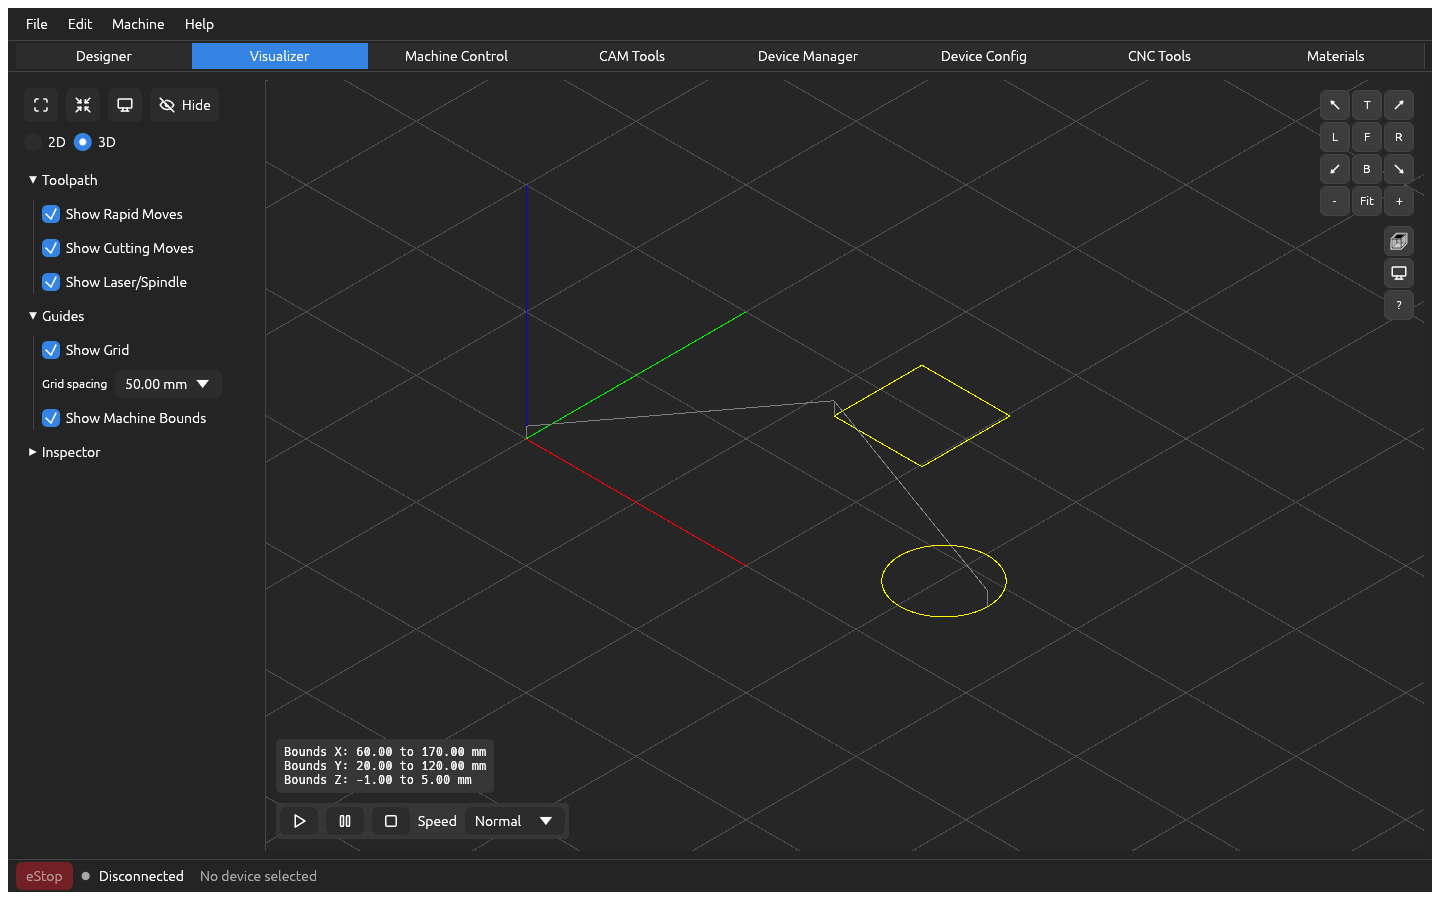 File Edit Machine Help
Designer Visualizer Machine Control CAM Tools Device Manager Device Config CNC Tools Materials
Hide
2D 3D
Toolpath
Show Rapid Moves
Show Cutting Moves
Show Laser/Spindle
Guides
Show Grid
Grid spacing 50.00 mm
Show Machine Bounds
Inspector
T
L F R
B
- Fit +
?
Bounds X: 60.00 to 170.00 mm
Bounds Y: 20.00 to 120.00 mm
Bounds Z: -1.00 to 5.00 mm
Speed Normal
eStop Disconnected No device selected